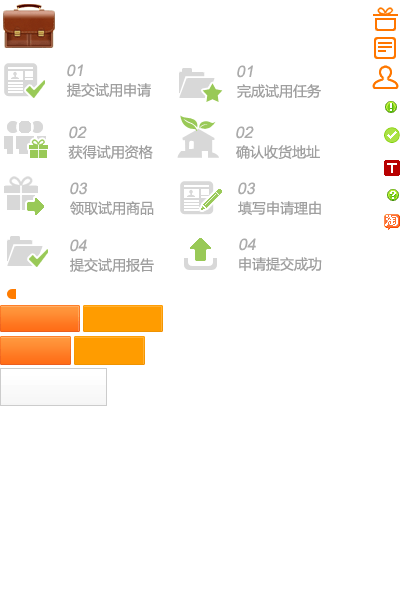 01
提交试用申请
01
完成试用任务
02
获得试用资格
02
确认收货地址
03
领取试用商品
03
填写申请理由
04
提交试用报告
04
申请提交成功
T
淘